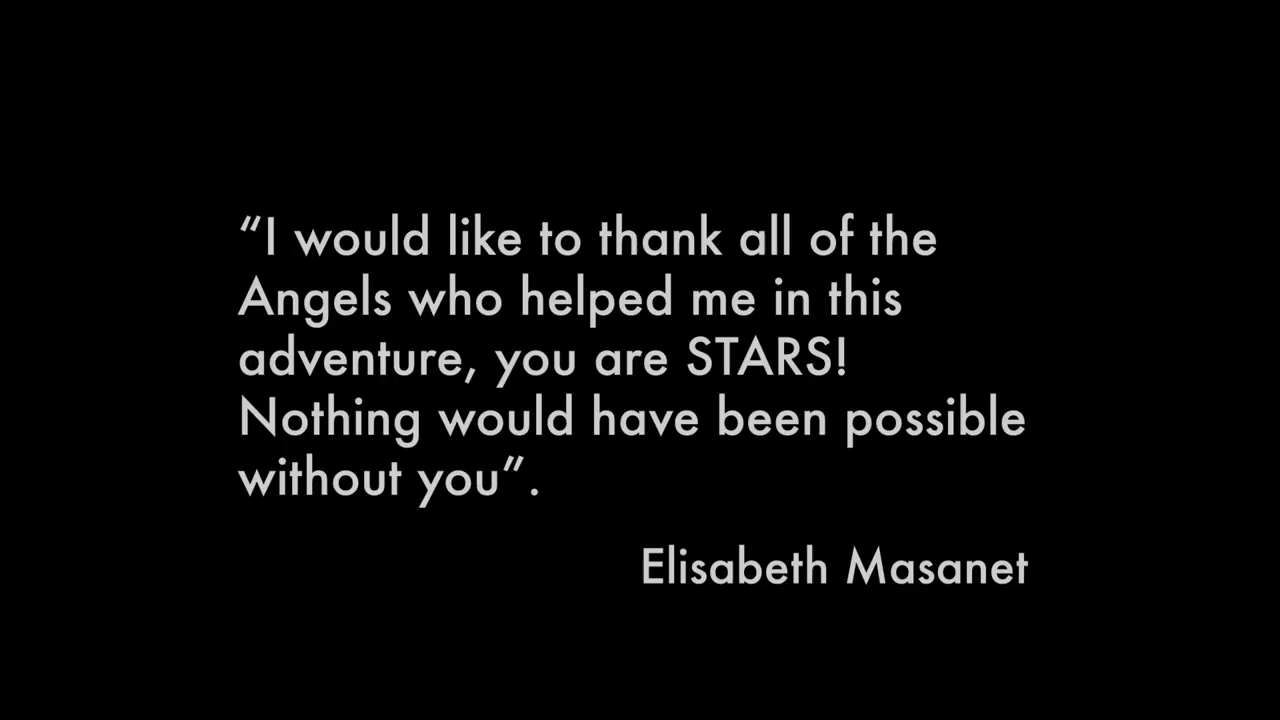 “I would like to thank all of the
Angels who helped me in this
adventure, you are STARS!
Nothing would have been possible
without you”.
Elisabeth Masanet